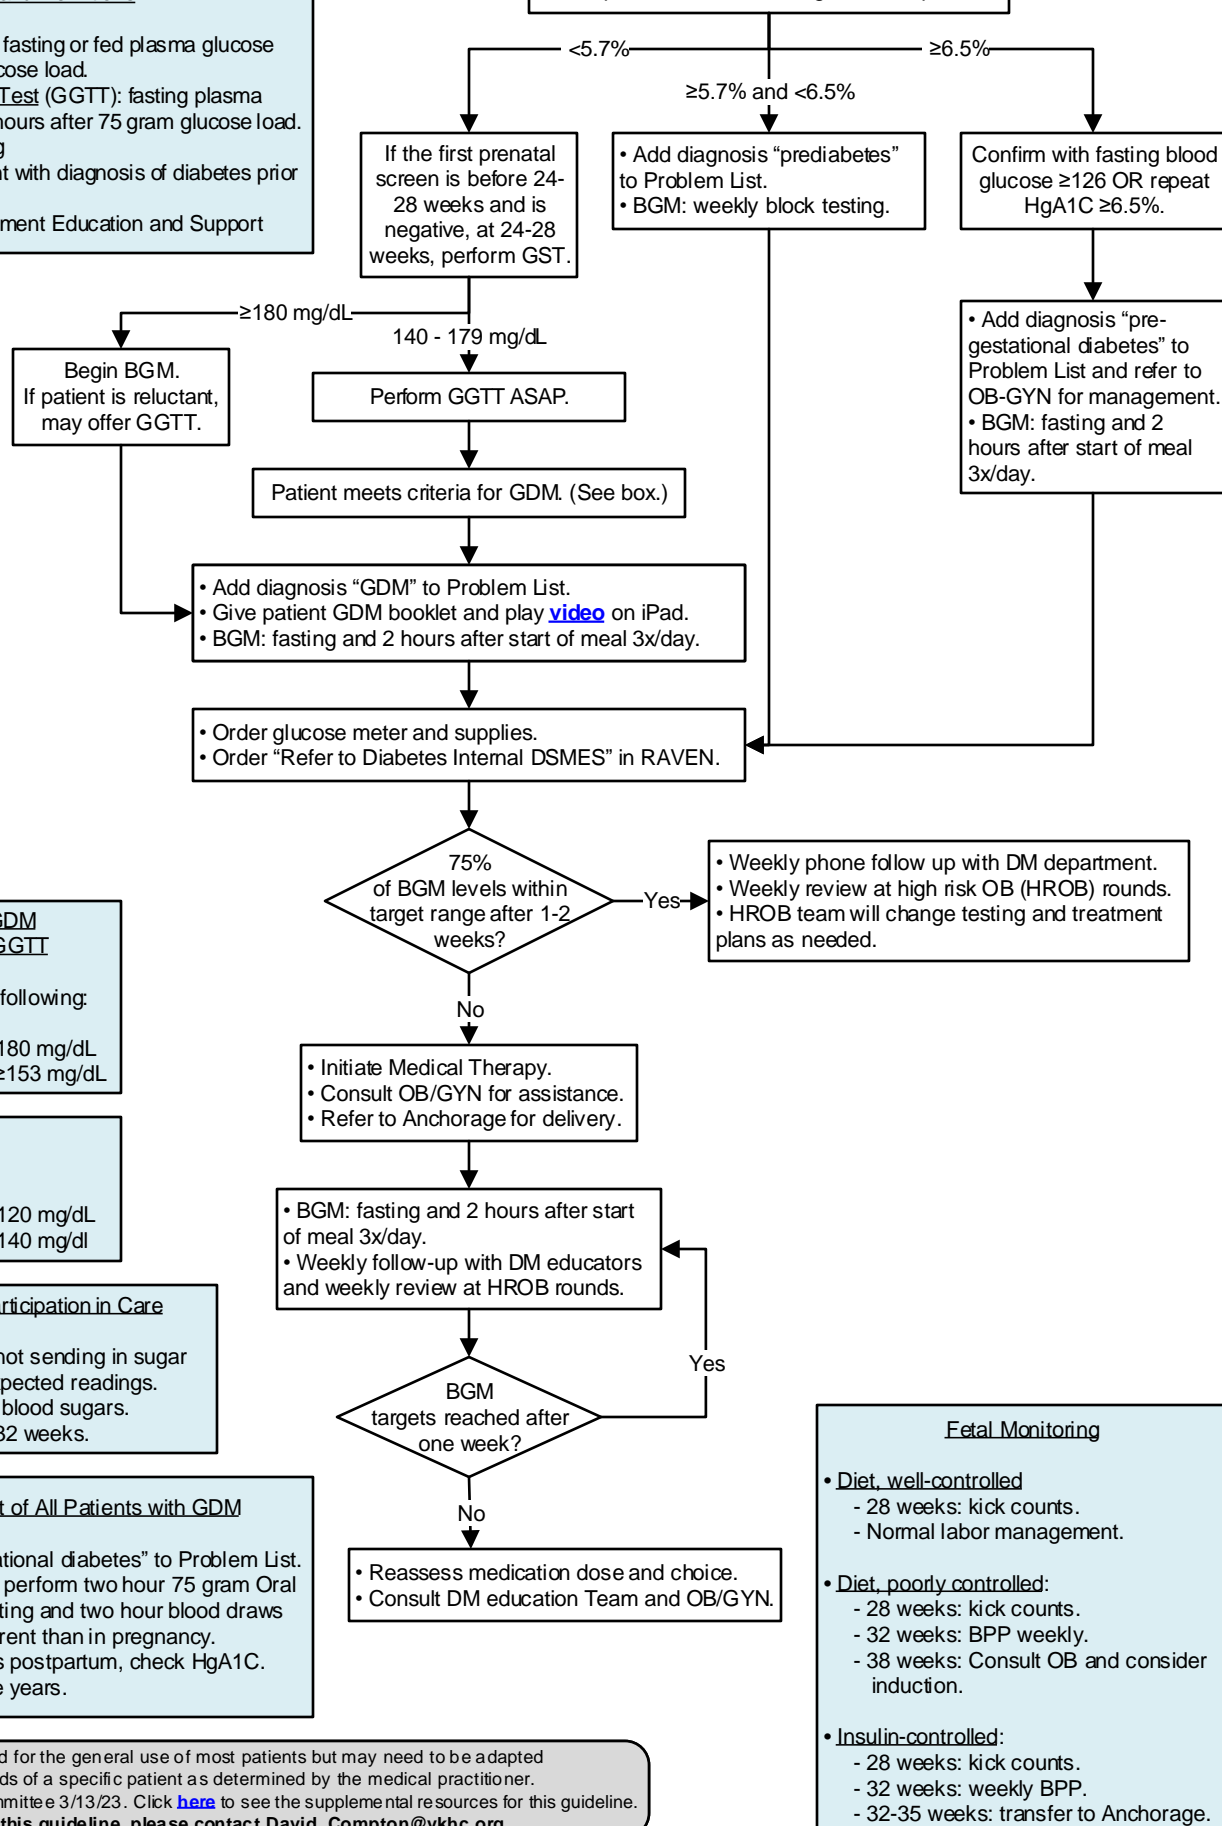 fasting or fed plasma glucose
cose load.
Test (GGTT): fasting plasma
hours after 75 gram glucose load.
g
t with diagnosis of diabetes prior
ment Education and Support
<5.7%
≥6.5%
≥5.7% and <6.5%
If the first prenatal
screen is before 24-
28 weeks and is
negative, at 24-28
weeks, perform GST.
• Add diagnosis “prediabetes”
to Problem List.
• BGM: weekly block testing.
Confirm with fasting blood
glucose ≥126 OR repeat
HgA1C ≥6.5%.
≥180 mg/dL
140 - 179 mg/dL
• Add diagnosis “pre-
gestational diabetes” to
Problem List and refer to
OB-GYN for management.
• BGM: fasting and 2
hours after start of meal
3x/day.
Begin BGM.
If patient is reluctant,
may offer GGTT.
Perform GGTT ASAP.
Patient meets criteria for GDM. (See box.)
• Add diagnosis “GDM” to Problem List.
• Give patient GDM booklet and play video on iPad.
• BGM: fasting and 2 hours after start of meal 3x/day.
• Order glucose meter and supplies.
• Order “Refer to Diabetes Internal DSMES” in RAVEN.
75%
of BGM levels within
target range after 1-2
weeks?
Yes
• Weekly phone follow up with DM department.
• Weekly review at high risk OB (HROB) rounds.
• HROB team will change testing and treatment
plans as needed.
No
GDM
GGTT
following:
180 mg/dL
≥153 mg/dL
• Initiate Medical Therapy.
• Consult OB/GYN for assistance.
• Refer to Anchorage for delivery.
120 mg/dL
140 mg/dl
• BGM: fasting and 2 hours after start
of meal 3x/day.
• Weekly follow-up with DM educators
and weekly review at HROB rounds.
articipation in Care
not sending in sugar
pected readings.
blood sugars.
32 weeks.
Yes
BGM
targets reached after
one week?
No
• Reassess medication dose and choice.
• Consult DM education Team and OB/GYN.
t of All Patients with GDM
ational diabetes” to Problem List.
perform two hour 75 gram Oral
ting and two hour blood draws
rent than in pregnancy.
s postpartum, check HgA1C.
e years.
Fetal Monitoring
• Diet, well-controlled
- 28 weeks: kick counts.
- Normal labor management.
• Diet, poorly controlled:
- 28 weeks: kick counts.
- 32 weeks: BPP weekly.
- 38 weeks: Consult OB and consider
induction.
• Insulin-controlled:
- 28 weeks: kick counts.
- 32 weeks: weekly BPP.
- 32-35 weeks: transfer to Anchorage.
d for the general use of most patients but may need to be adapted
ds of a specific patient as determined by the medical practitioner.
mmittee 3/13/23. Click here to see the supplemental resources for this guideline.
this guideline, please contact David_Compton@ykhc.org